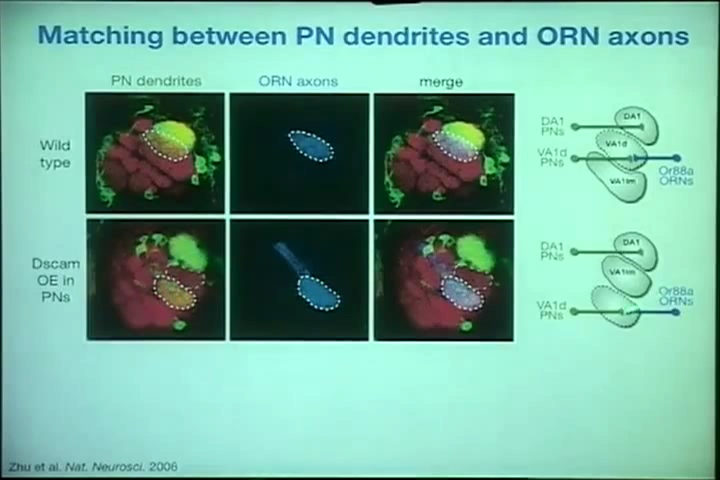 Matching between PN dendrites and ORN axons
PN dendrites
ORN axons
merge
Wild
type
DA1
PNs
VA1d
PNs
DA1
VA1d
VA1lm
Or88a
ORNs
Dscam
OE in
PNs
DA1
PNs
VA1d
PNs
DA1
VA1lm
Or88a
ORNs
Zhu et al. Nat. Neurosci. 2006